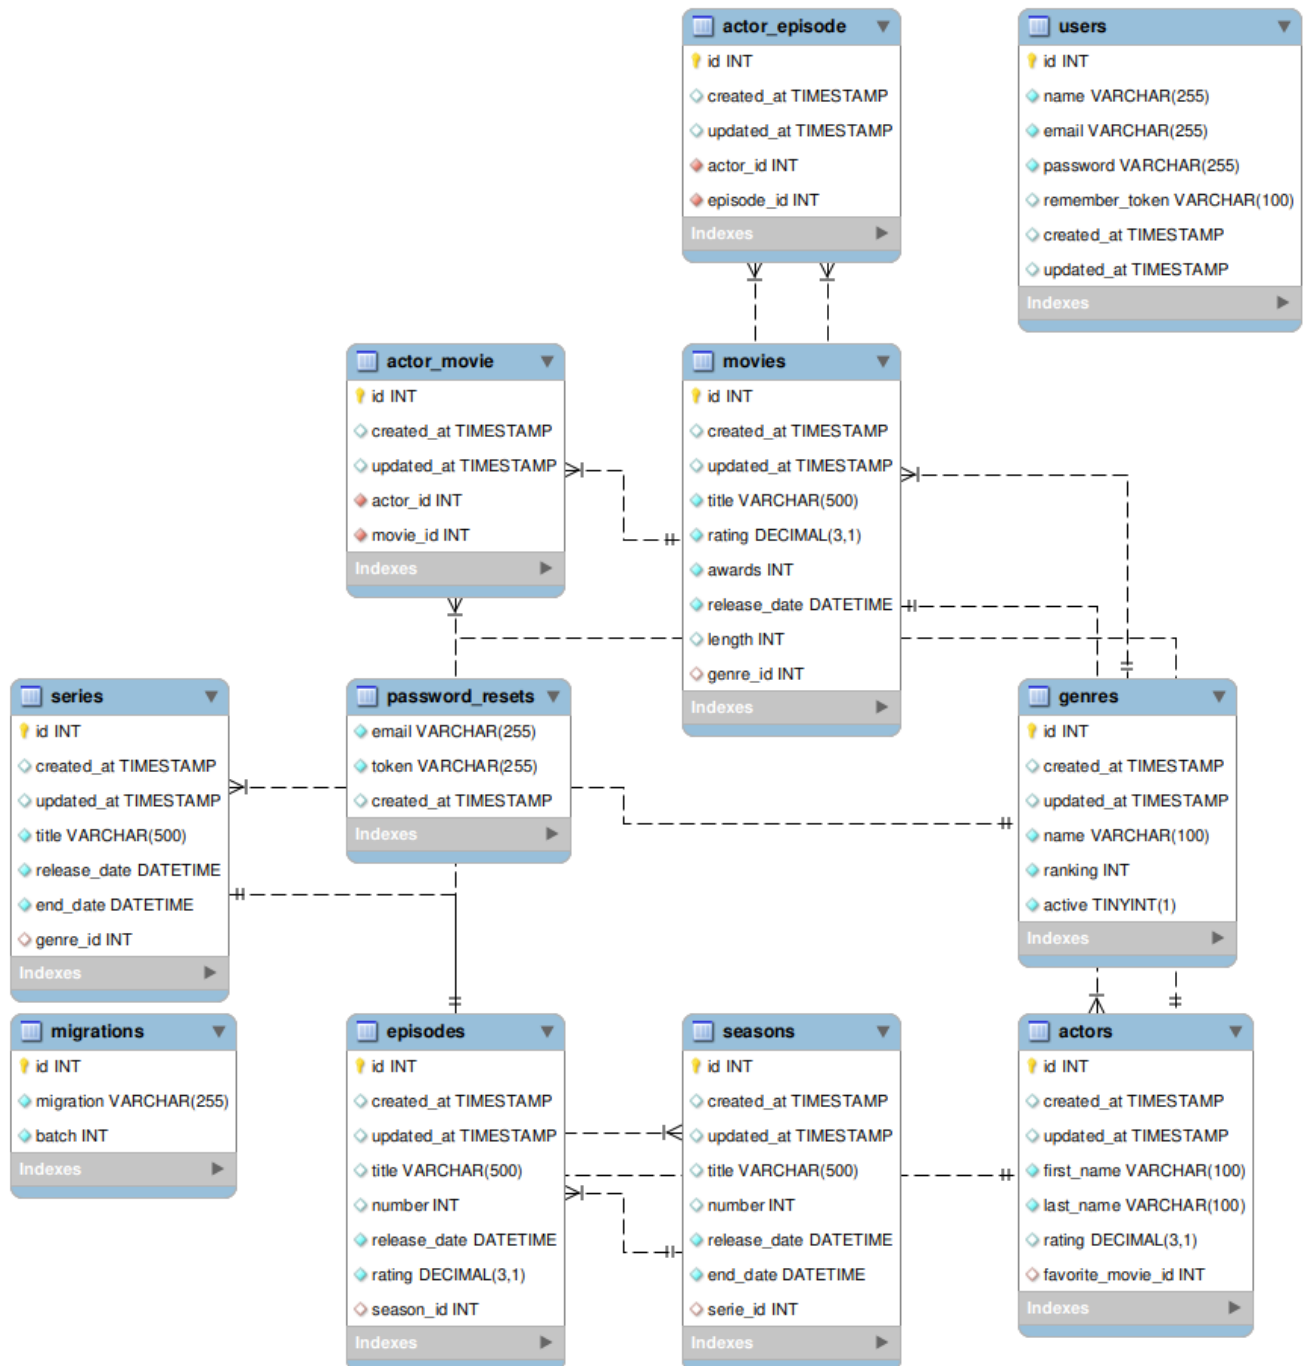 actor_episode
id INT
created_at TIMESTAMP
updated_at TIMESTAMP
actor_id INT
episode_id INT
Indexes
users
id INT
name VARCHAR(255)
email VARCHAR(255)
password VARCHAR(255)
remember_token VARCHAR(100)
created_at TIMESTAMP
updated_at TIMESTAMP
Indexes
actor_movie
id INT
created_at TIMESTAMP
updated_at TIMESTAMP
actor_id INT
movie_id INT
Indexes
movies
id INT
created_at TIMESTAMP
updated_at TIMESTAMP
title VARCHAR(500)
rating DECIMAL(3,1)
awards INT
release_date DATETIME
length INT
genre_id INT
Indexes
series
id INT
created_at TIMESTAMP
updated_at TIMESTAMP
title VARCHAR(500)
release_date DATETIME
end_date DATETIME
genre_id INT
Indexes
password_resets
email VARCHAR(255)
token VARCHAR(255)
created_at TIMESTAMP
Indexes
genres
id INT
created_at TIMESTAMP
updated_at TIMESTAMP
name VARCHAR(100)
ranking INT
active TINYINT(1)
Indexes
migrations
id INT
migration VARCHAR(255)
batch INT
Indexes
episodes
id INT
created_at TIMESTAMP
updated_at TIMESTAMP
title VARCHAR(500)
number INT
release_date DATETIME
rating DECIMAL(3,1)
season_id INT
Indexes
seasons
id INT
created_at TIMESTAMP
updated_at TIMESTAMP
title VARCHAR(500)
number INT
release_date DATETIME
end_date DATETIME
serie_id INT
Indexes
actors
id INT
created_at TIMESTAMP
updated_at TIMESTAMP
first_name VARCHAR(100)
last_name VARCHAR(100)
rating DECIMAL(3,1)
favorite_movie_id INT
Indexes